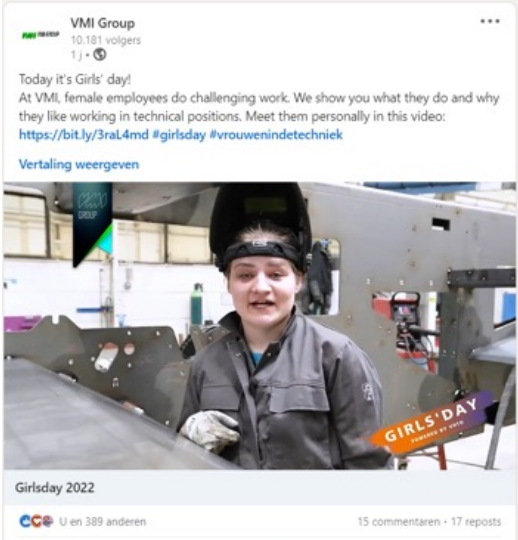 VMI Group
10.181 volgers
1 j •
Today it's Girls' day!
At VMI, female employees do challenging work. We show you what they do and why
they like working in technical positions. Meet them personally in this video:
https://bit.ly/3raL4md #girlsday #vrouwenindetechniek
Vertaling weergeven
GROUP
GIRLS'DAY
POWERED BY VHTO
Girlsday 2022
U en 389 anderen
15 commentaren • 17 reposts